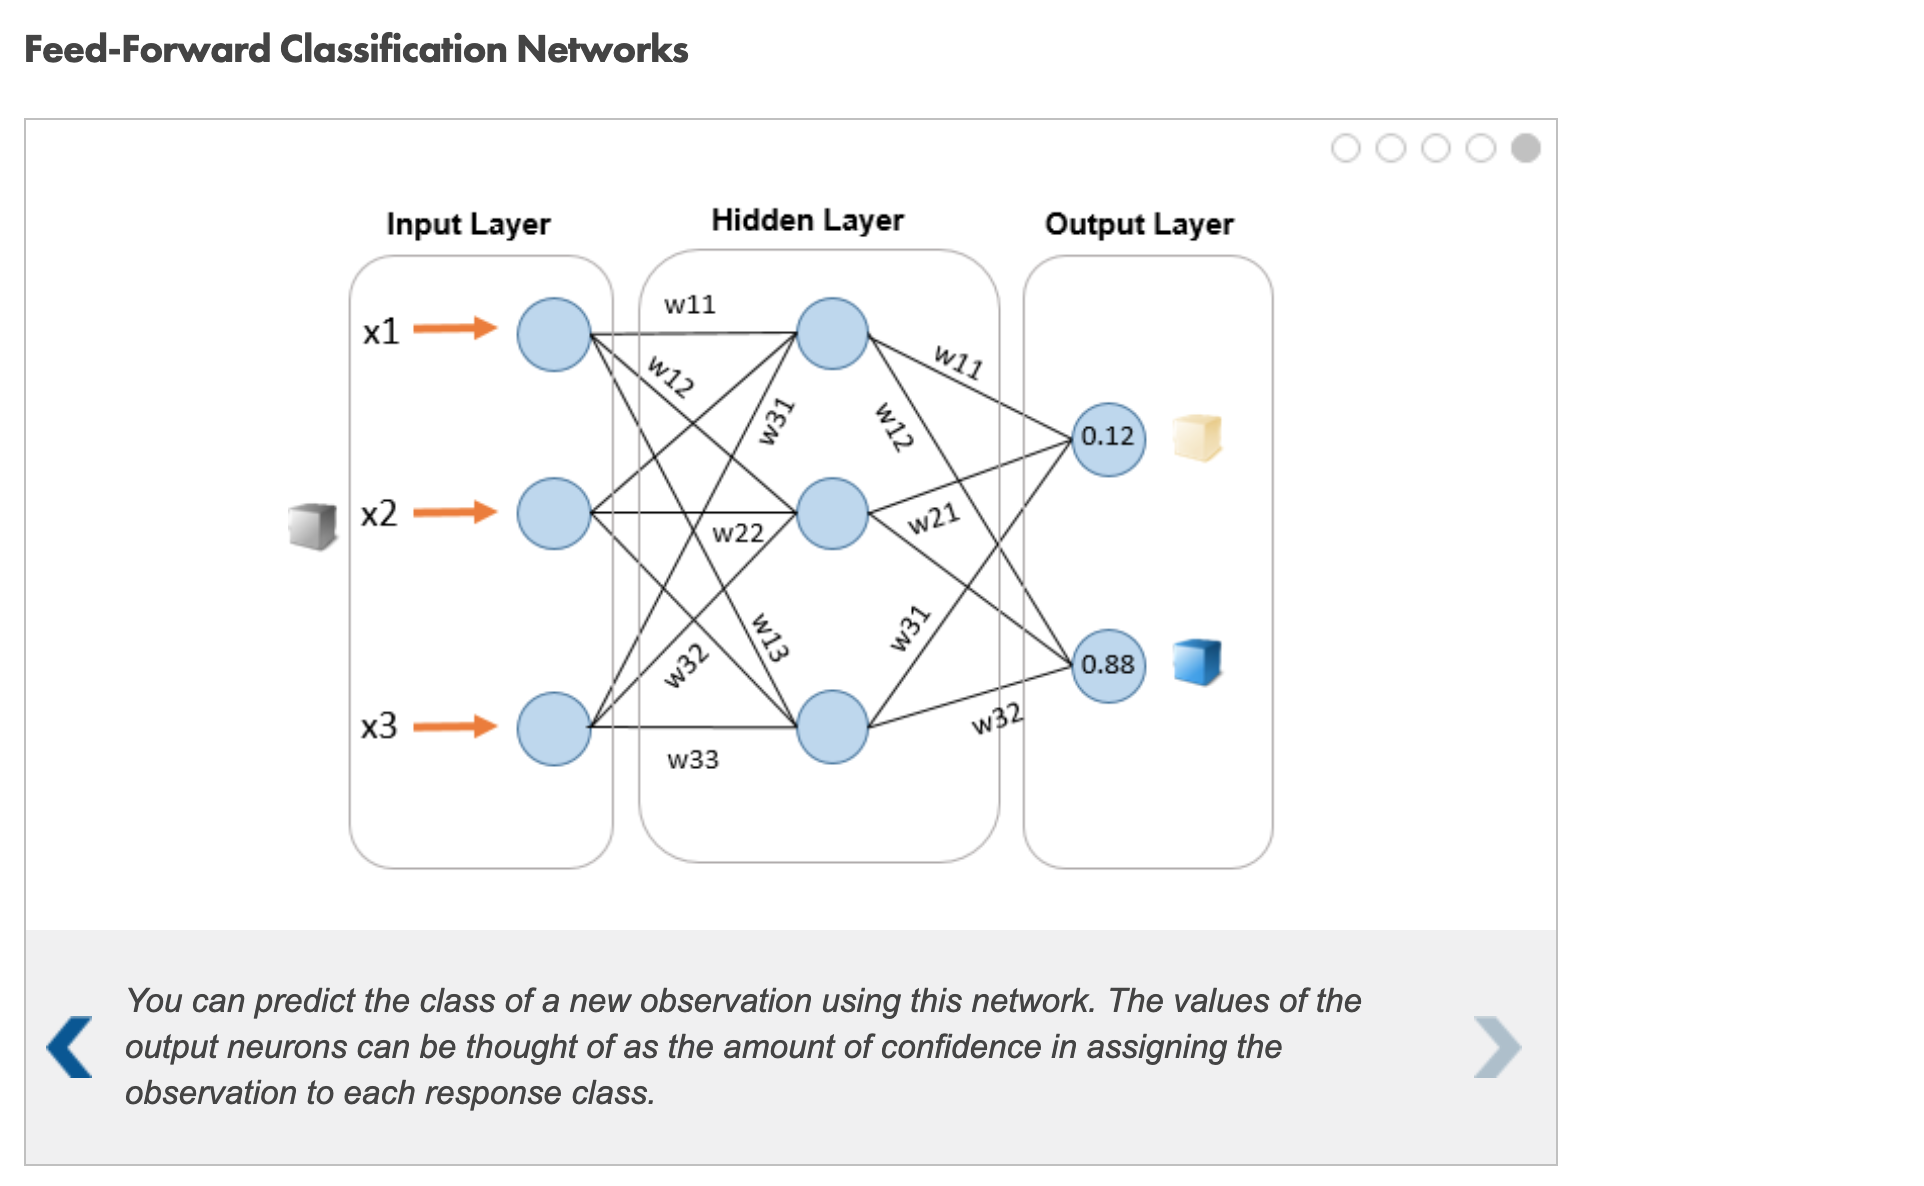 Feed-Forward Classification Networks
Input Layer
Hidden Layer
Output Layer
x1
w11
w12
w31
w11
w12
0.12
x2
w22
w21
w13
w32
w31
0.88
x3
w33
w32
You can predict the class of a new observation using this network. The values of the
output neurons can be thought of as the amount of confidence in assigning the
observation to each response class.